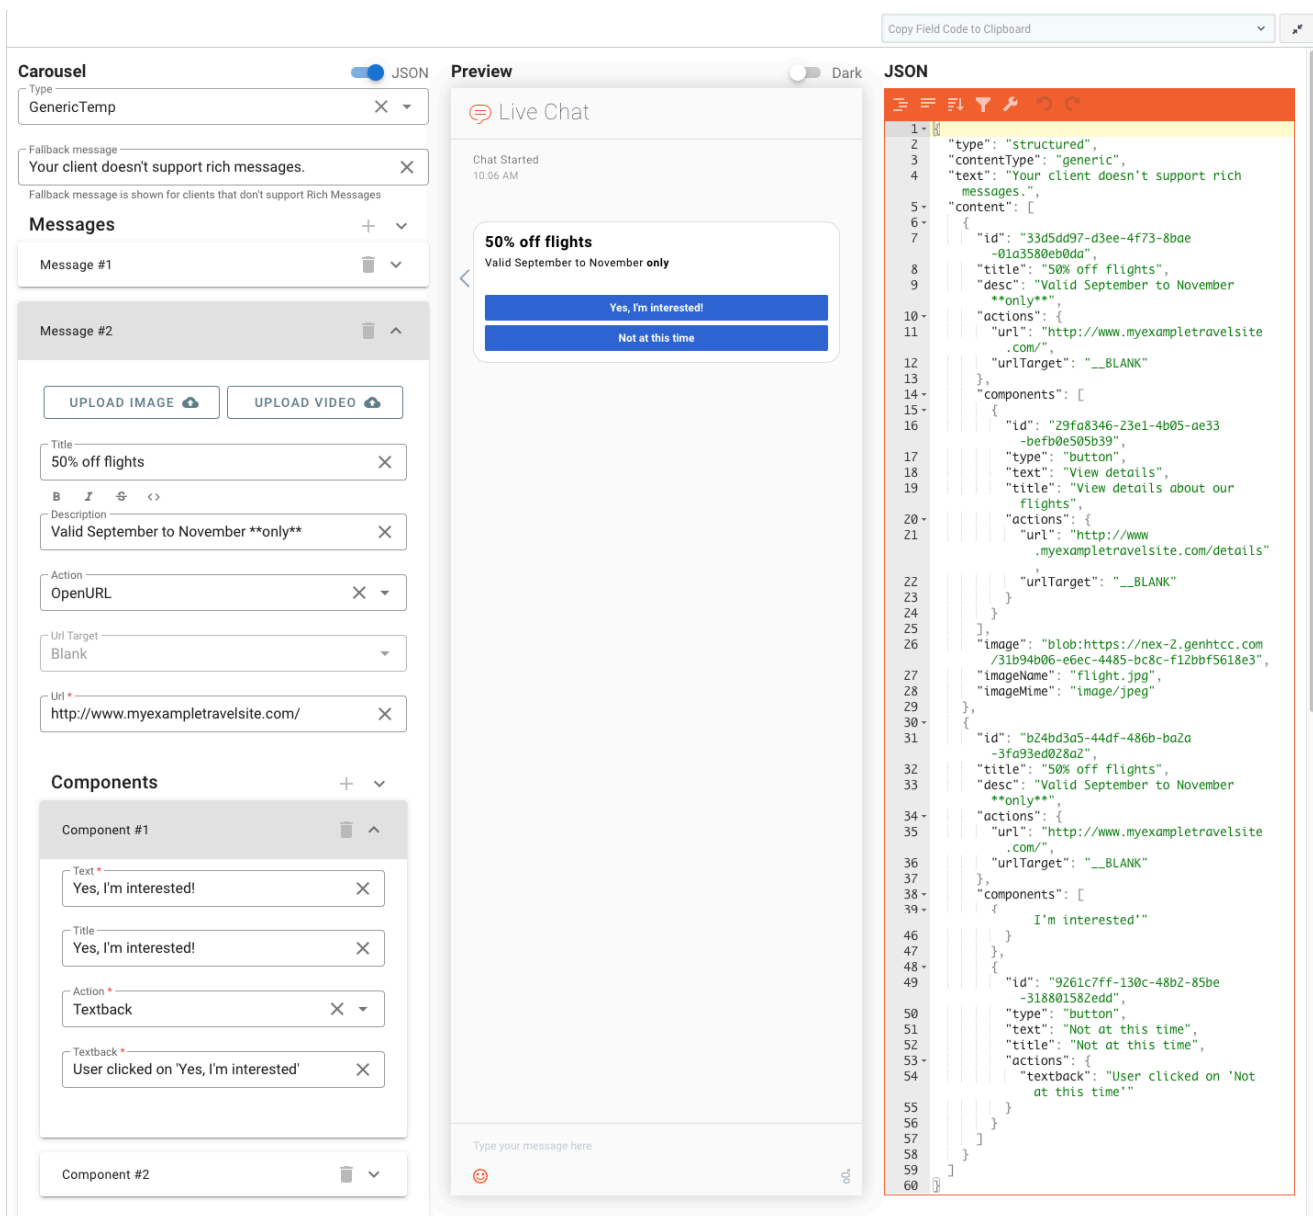 Copy Field Code to Clipboard
Carousel
JSON
Type
GenericTemp
Fallback message
Your client doesn't support rich messages.
Fallback message is shown for clients that don't support Rich Messages
Messages
Message #1
Message #2
UPLOAD IMAGE
UPLOAD VIDEO
Title
50% off flights
B I S <>
Description
Valid September to November **only**
Action
OpenURL
Url Target
Blank
Url *
http://www.myexampletravelsite.com/
Components
Component #1
Text *
Yes, I'm interested!
Title
Yes, I'm interested!
Action *
Textback
Textback *
User clicked on 'Yes, I'm interested'
Component #2
Preview
Dark
Live Chat
Chat Started
10:06 AM
50% off flights
Valid September to November only
Yes, I'm interested!
Not at this time
Type your message here
JSON
1 {
2 "type": "structured",
3 "contentType": "generic",
4 "text": "Your client doesn't support rich
messages.",
5 "content": [
6 {
7 "id": "33d5dd97-d3ee-4f73-8bae
-01a3580eb0da",
8 "title": "50% off flights",
9 "desc": "Valid September to November
**only**",
10 "actions": {
11 "url": "http://www.myexampletravelsite
.com/",
12 "urlTarget": "__BLANK"
13 },
14 "components": [
15 {
16 "id": "29fa8346-23e1-4b05-ae33
-befb0e505b39",
17 "type": "button",
18 "text": "View details",
19 "title": "View details about our
flights",
20 "actions": {
21 "url": "http://www
.myexampletravelsite.com/details"
,
22 "urlTarget": "__BLANK"
23 }
24 }
25 ],
26 "image": "blob:https://nex-2.genhtcc.com
/31b94b06-e6ec-4485-bc8c-f12bbf5618e3",
27 "imageName": "flight.jpg",
28 "imageMime": "image/jpeg"
29 },
30 {
31 "id": "b24bd3a5-44df-486b-ba2a
-3fa93ed028a2",
32 "title": "50% off flights",
33 "desc": "Valid September to November
**only**",
34 "actions": {
35 "url": "http://www.myexampletravelsite
.com/",
36 "urlTarget": "__BLANK"
37 },
38 "components": [
39 {
I'm interested'"
46 }
47 },
48 {
49 "id": "9261c7ff-130c-48b2-85be
-318801582edd",
50 "type": "button",
51 "text": "Not at this time",
52 "title": "Not at this time",
53 "actions": {
54 "textback": "User clicked on 'Not
at this time'"
55 }
56 }
57 ]
58 }
59 ]
60 }